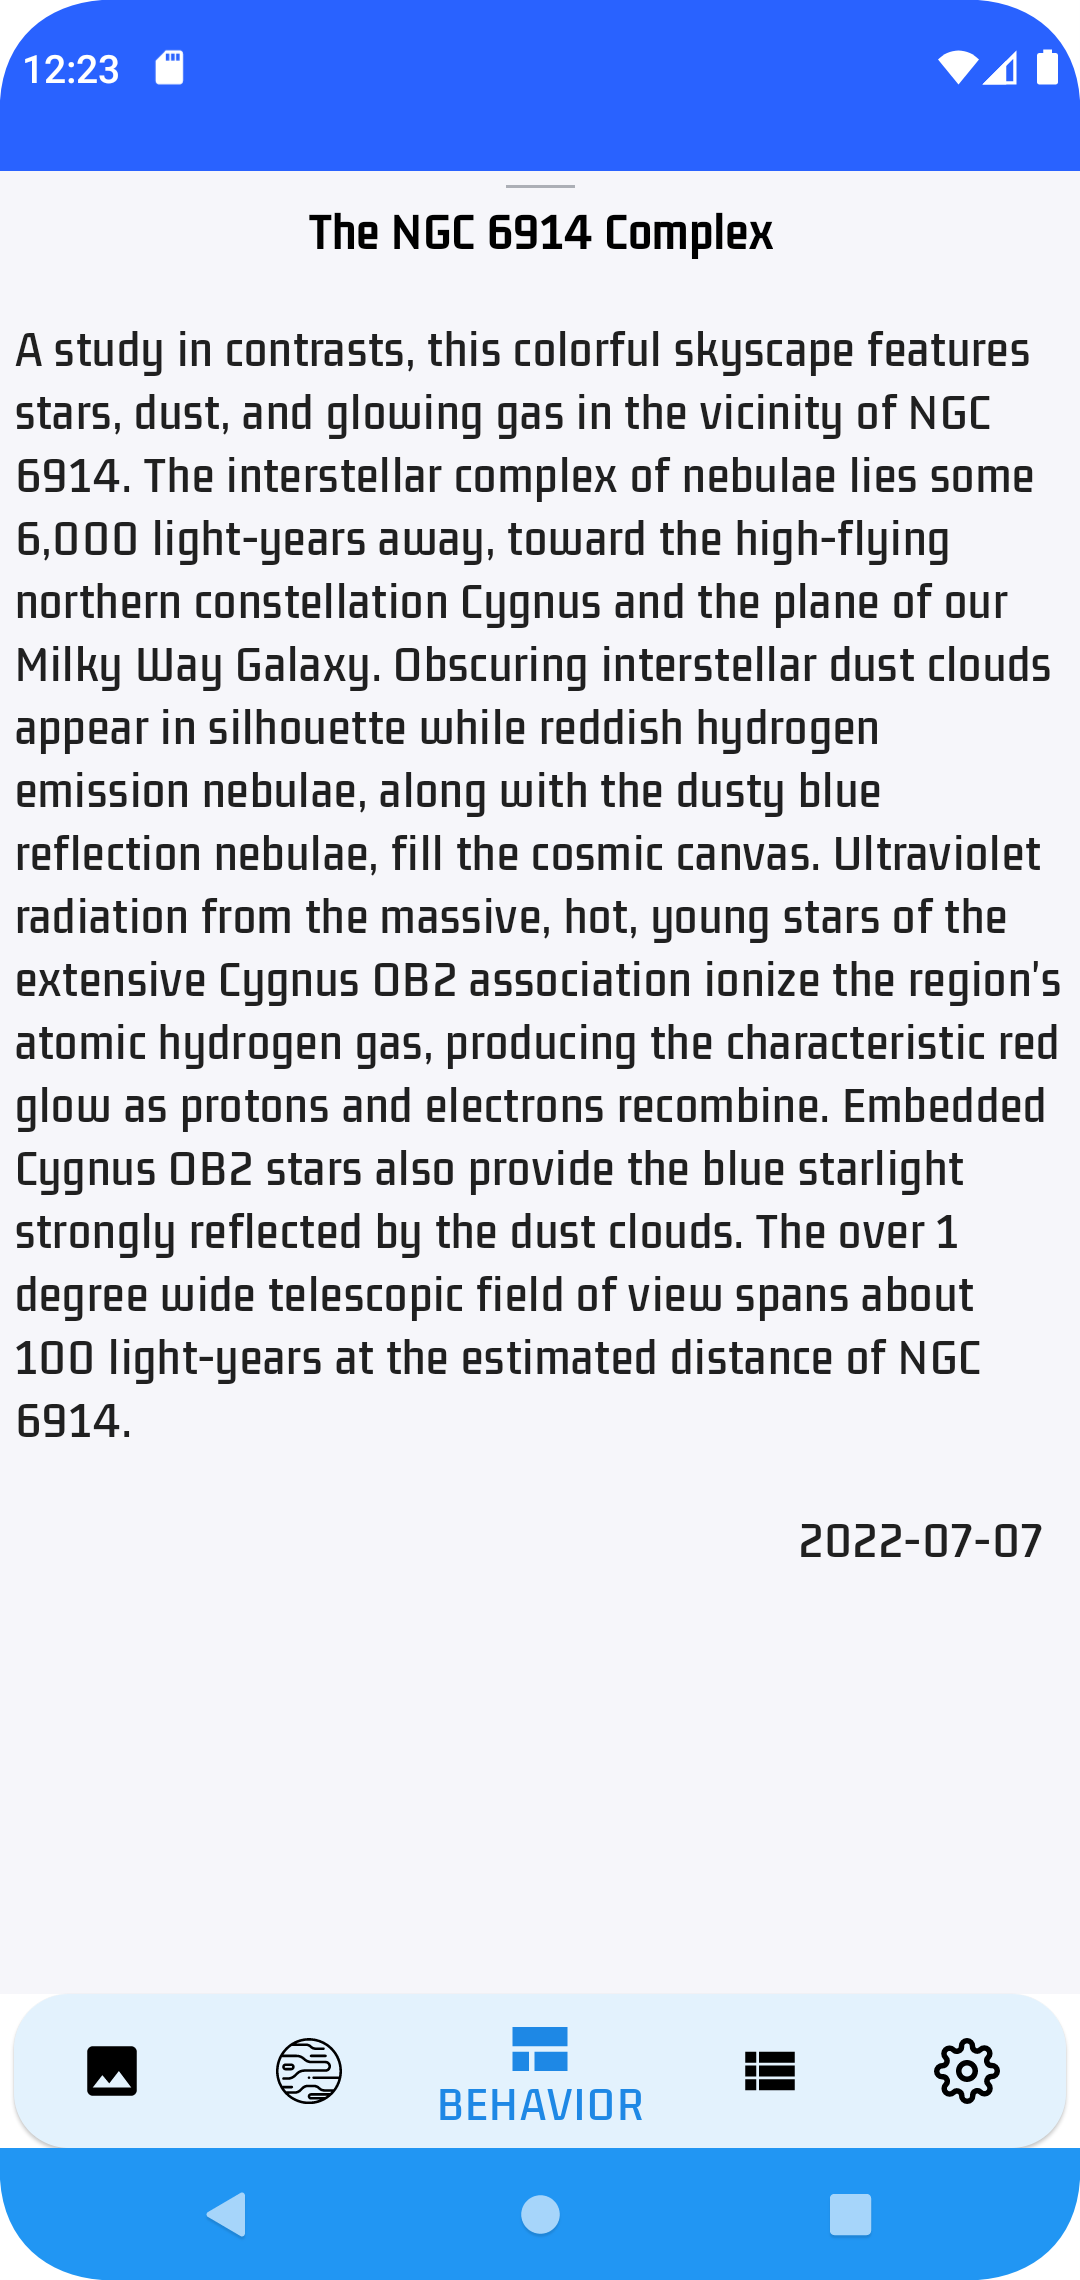 12:23
The NGC 6914 Complex
A study in contrasts, this colorful skyscape features
stars, dust, and glowing gas in the vicinity of NGC
6914. The interstellar complex of nebulae lies some
6,000 light-years away, toward the high-flying
northern constellation Cygnus and the plane of our
Milky Way Galaxy. Obscuring interstellar dust clouds
appear in silhouette while reddish hydrogen
emission nebulae, along with the dusty blue
reflection nebulae, fill the cosmic canvas. Ultraviolet
radiation from the massive, hot, young stars of the
extensive Cygnus OB2 association ionize the region's
atomic hydrogen gas, producing the characteristic red
glow as protons and electrons recombine. Embedded
Cygnus OB2 stars also provide the blue starlight
strongly reflected by the dust clouds. The over 1
degree wide telescopic field of view spans about
100 light-years at the estimated distance of NGC
6914.
2022-07-07
BEHAVIOR